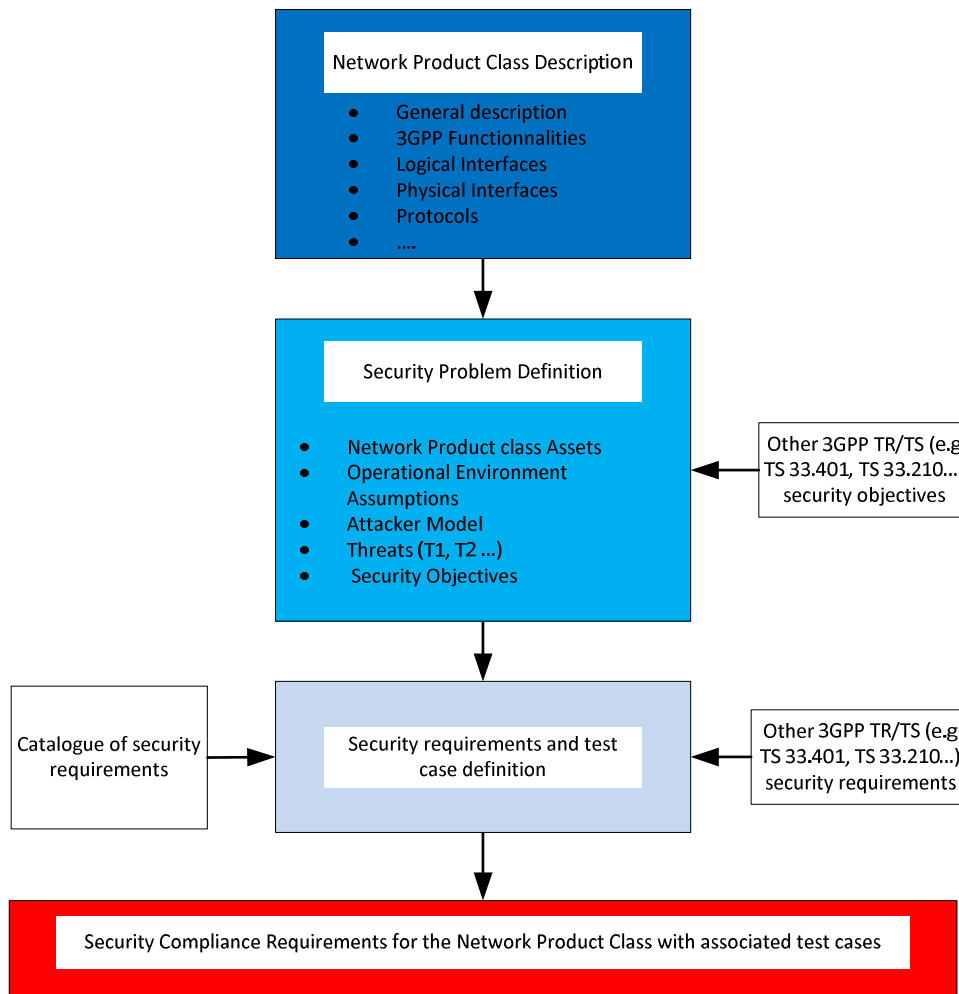 Network Product Class Description
• General description
• 3GPP Functionnalities
• Logical Interfaces
• Physical Interfaces
• Protocols
• ....
Security Problem Definition
• Network Product class Assets
• Operational Environment
Assumptions
• Attacker Model
• Threats (T1, T2 ...)
• Security Objectives
Other 3GPP TR/TS (e.g
TS 33.401, TS 33.210...
security objectives
Catalogue of security
requirements
Security requirements and test
case definition
Other 3GPP TR/TS (e.g
TS 33.401, TS 33.210...)
security requirements
Security Compliance Requirements for the Network Product Class with associated test cases